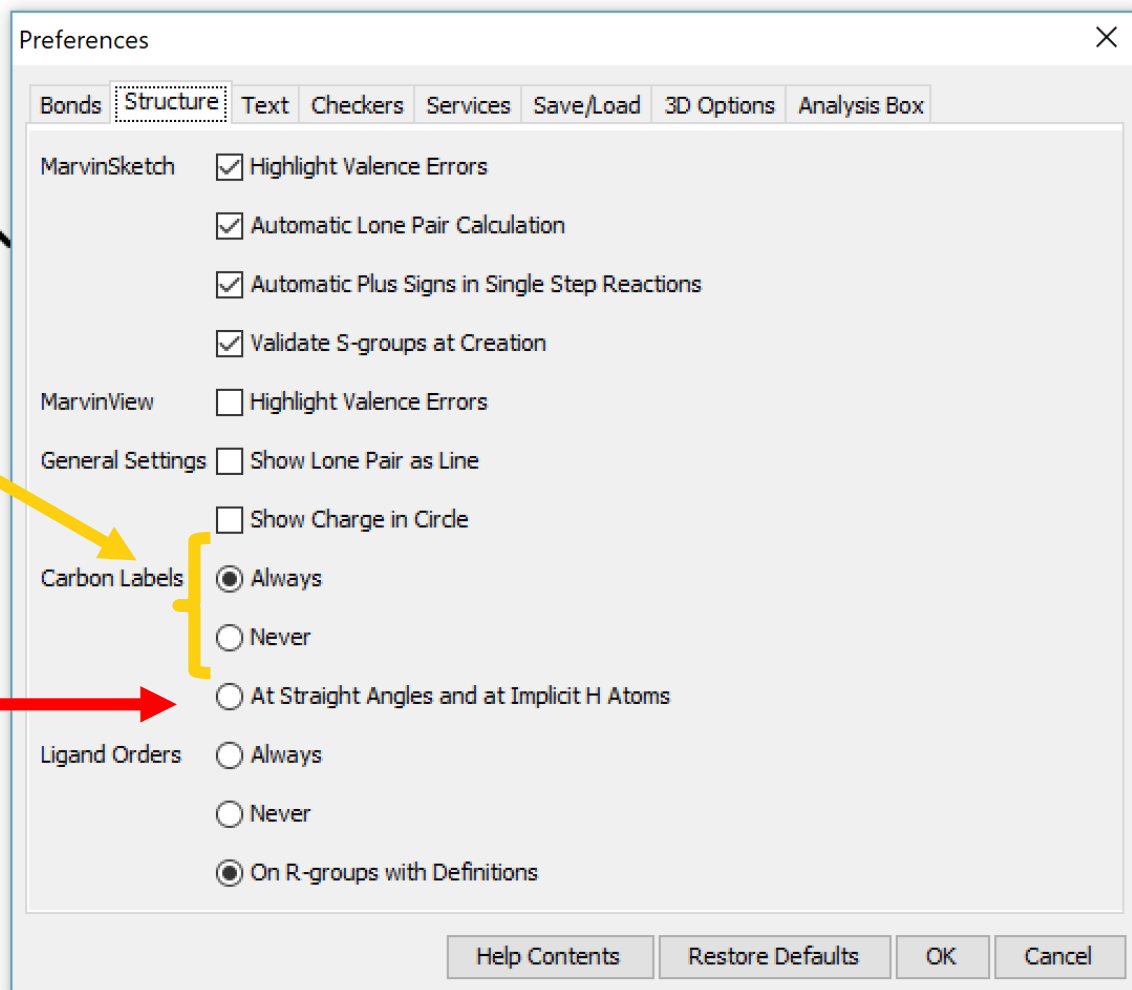 Preferences
Bonds Structure Text Checkers Services Save/Load 3D Options Analysis Box
MarvinSketch Highlight Valence Errors
Automatic Lone Pair Calculation
Automatic Plus Signs in Single Step Reactions
Validate S-groups at Creation
MarvinView Highlight Valence Errors
General Settings Show Lone Pair as Line
Show Charge in Circle
Carbon Labels Always
Never
At Straight Angles and at Implicit H Atoms
Ligand Orders Always
Never
On R-groups with Definitions
Help Contents Restore Defaults OK Cancel